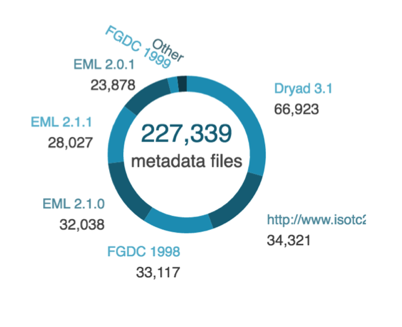 227,339
metadata files
Dryad 3.1
66,923
http://www.isotc2
34,321
FGDC 1998
33,117
EML 2.1.0
32,038
EML 2.1.1
28,027
EML 2.0.1
23,878
FGDC 1999
Other